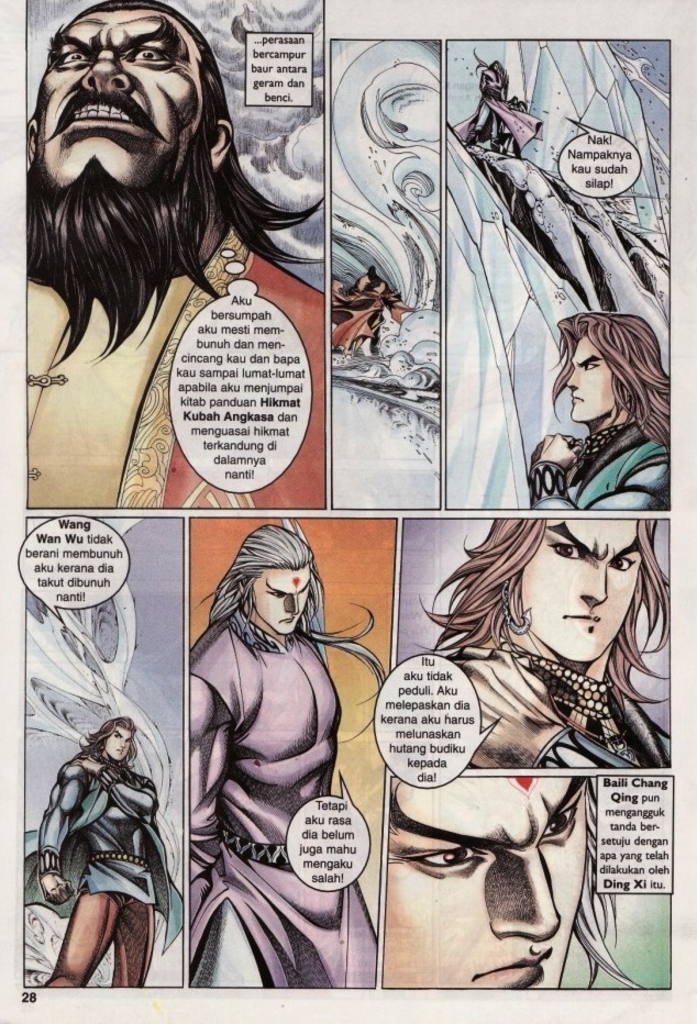 ...perasaan
bercampur
baur antara
geram dan
benci.
Aku
bersumpah
aku mesti mem-
bunuh dan men-
cincang kau dan bapa
kau sampai lumat-lumat
apabila aku menjumpai
kitab panduan Hikmat
Kubah Angkasa dan
menguasai hikmat
terkandung di
dalamnya
nanti!
Nak!
Nampaknya
kau sudah
silap!
Wang
Wan Wu tidak
berani membunuh
aku kerana dia
takut dibunuh
nanti!
Tetapi
aku rasa
dia belum
juga mahu
mengaku
salah!
Itu
aku tidak
peduli. Aku
melepaskan dia
kerana aku harus
melunaskan
hutang budiku
kepada
dia!
Baili Chang
Qing pun
mengangguk
tanda ber-
setuju dengan
apa yang telah
dilakukan oleh
Ding Xi itu.
28